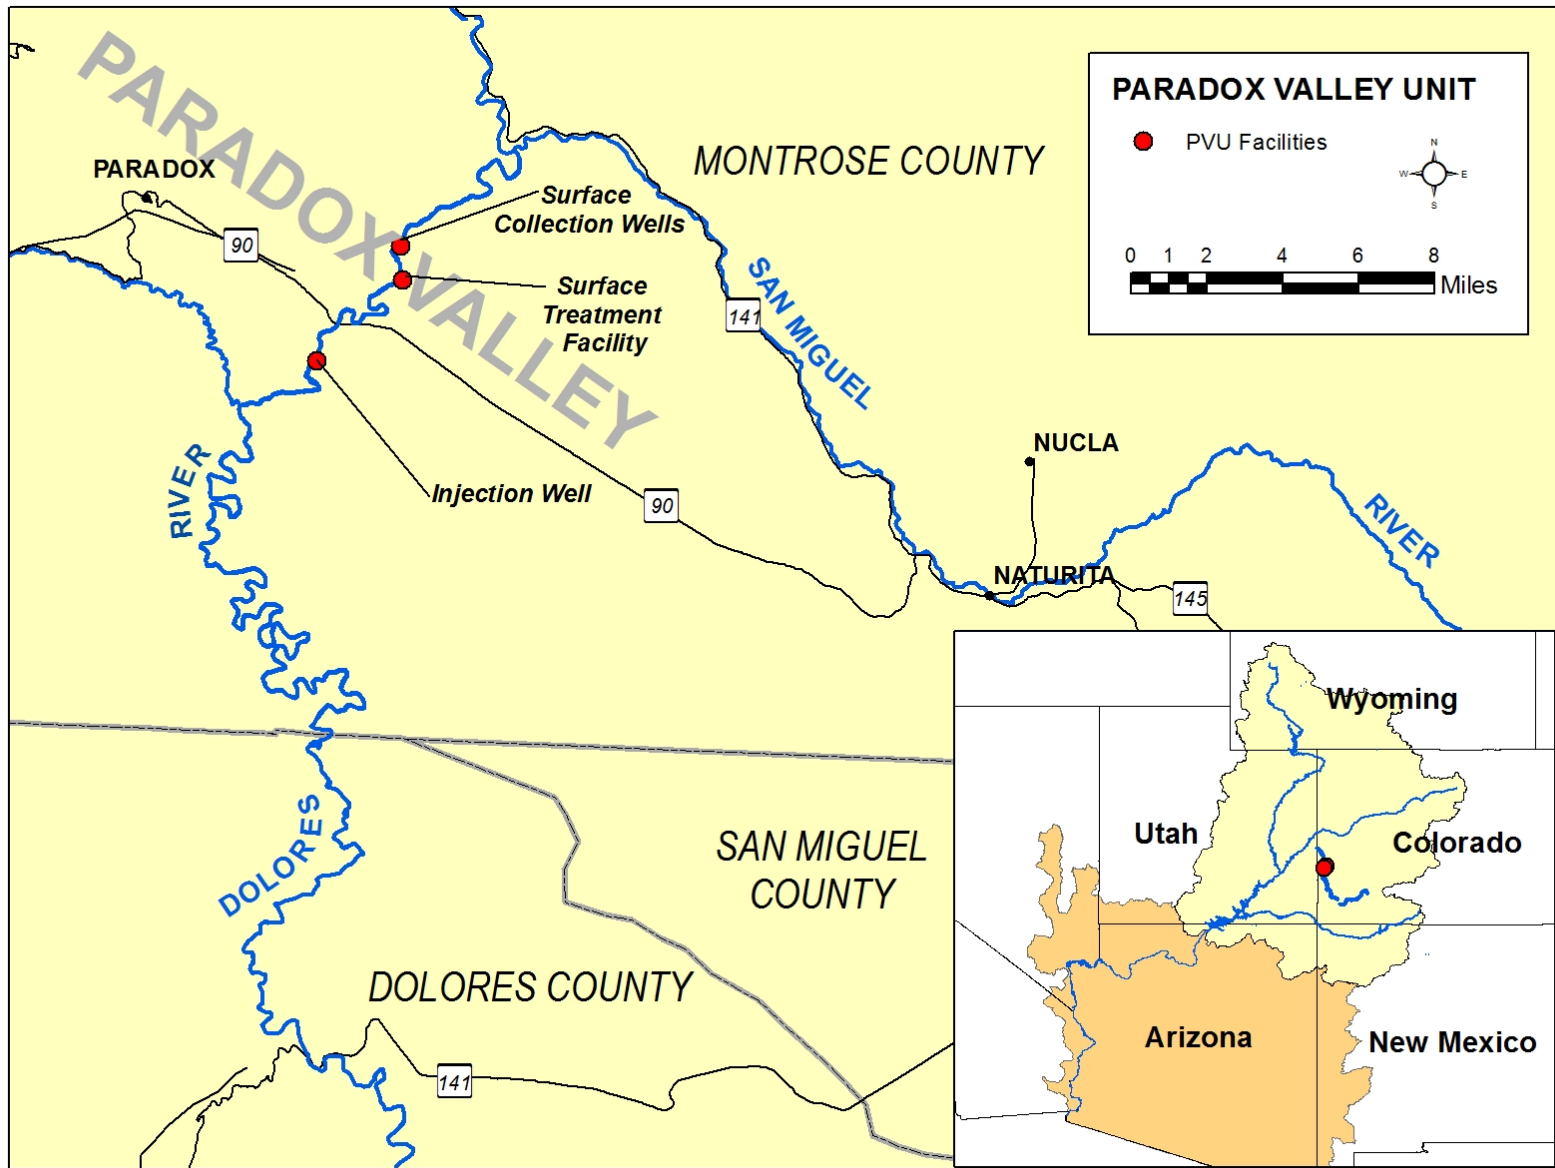 PARADOX VALLEY
PARADOX VALLEY UNIT
PVU Facilities
N
W
E
S
0 1 2 4 6 8
Miles
MONTROSE COUNTY
PARADOX
Surface
Collection Wells
90
Surface
Treatment
Facility
141
SAN MIGUEL
RIVER
Injection Well
90
NUCLA
NATURITA
145
RIVER
DOLORES
SAN MIGUEL
COUNTY
DOLORES COUNTY
141
Wyoming
Utah
Colorado
Arizona
New Mexico